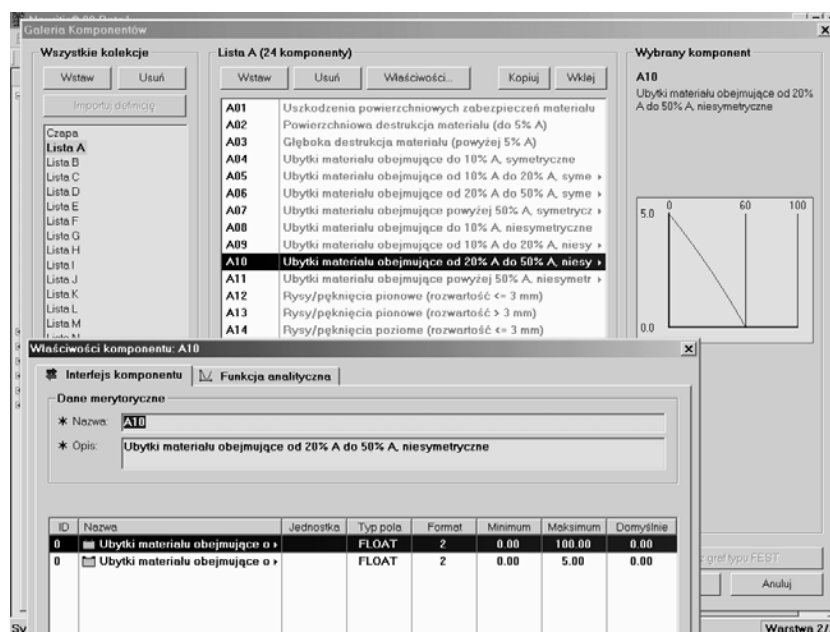 Galeria Komponentów
Wszystkie kolekcje
Wstaw Usuń
Importuj definicję
Czapa
Lista A
Lista B
Lista C
Lista D
Lista E
Lista F
Lista G
Lista H
Lista I
Lista J
Lista K
Lista L
Lista M
Lista A (24 komponenty)
Wstaw Usuń Właściwości... Kopiuj Wklej
A01 Uszkodzenia powierzchniowych zabezpieczeń materiału
A02 Powierzchniowa destrukcja materiału (do 5% A)
A03 Głęboka destrukcja materiału (powyżej 5% A)
A04 Ubytki materiału obejmujące do 10% A, symetryczne
A05 Ubytki materiału obejmujące od 10% A do 20% A, syme
A06 Ubytki materiału obejmujące od 20% A do 50% A, syme
A07 Ubytki materiału obejmujące powyżej 50% A, symetrycz
A08 Ubytki materiału obejmujące do 10% A, niesymetryczne
A09 Ubytki materiału obejmujące od 10% A do 20% A, niesy
A10 Ubytki materiału obejmujące od 20% A do 50% A, niesy
A11 Ubytki materiału obejmujące powyżej 50% A, niesymetr
A12 Rysy/pęknięcia pionowe (rozwartość <= 3 mm)
A13 Rysy/pęknięcia pionowe (rozwartość > 3 mm)
A14 Rysy/pęknięcia poziome (rozwartość <= 3 mm)
Wybrany komponent
A10
Ubytki materiału obejmujące od 20%
A do 50% A, niesymetryczne
0 60 100
5.0
0.0
Właściwości komponentu: A10
Interfejs komponentu Funkcja analityczna
Dane merytoryczne
* Nazwa: A10
* Opis: Ubytki materiału obejmujące od 20% A do 50% A, niesymetryczne
ID Nazwa Jednostka Typ pola Format Minimum Maksimum Domyślnie
0 Ubytki materiału obejmujące o FLOAT 2 0.00 100.00 0.00
0 Ubytki materiału obejmujące o FLOAT 2 0.00 5.00 0.00
z graf typu FEST
Anuluj
Sy
Warstwa 2/